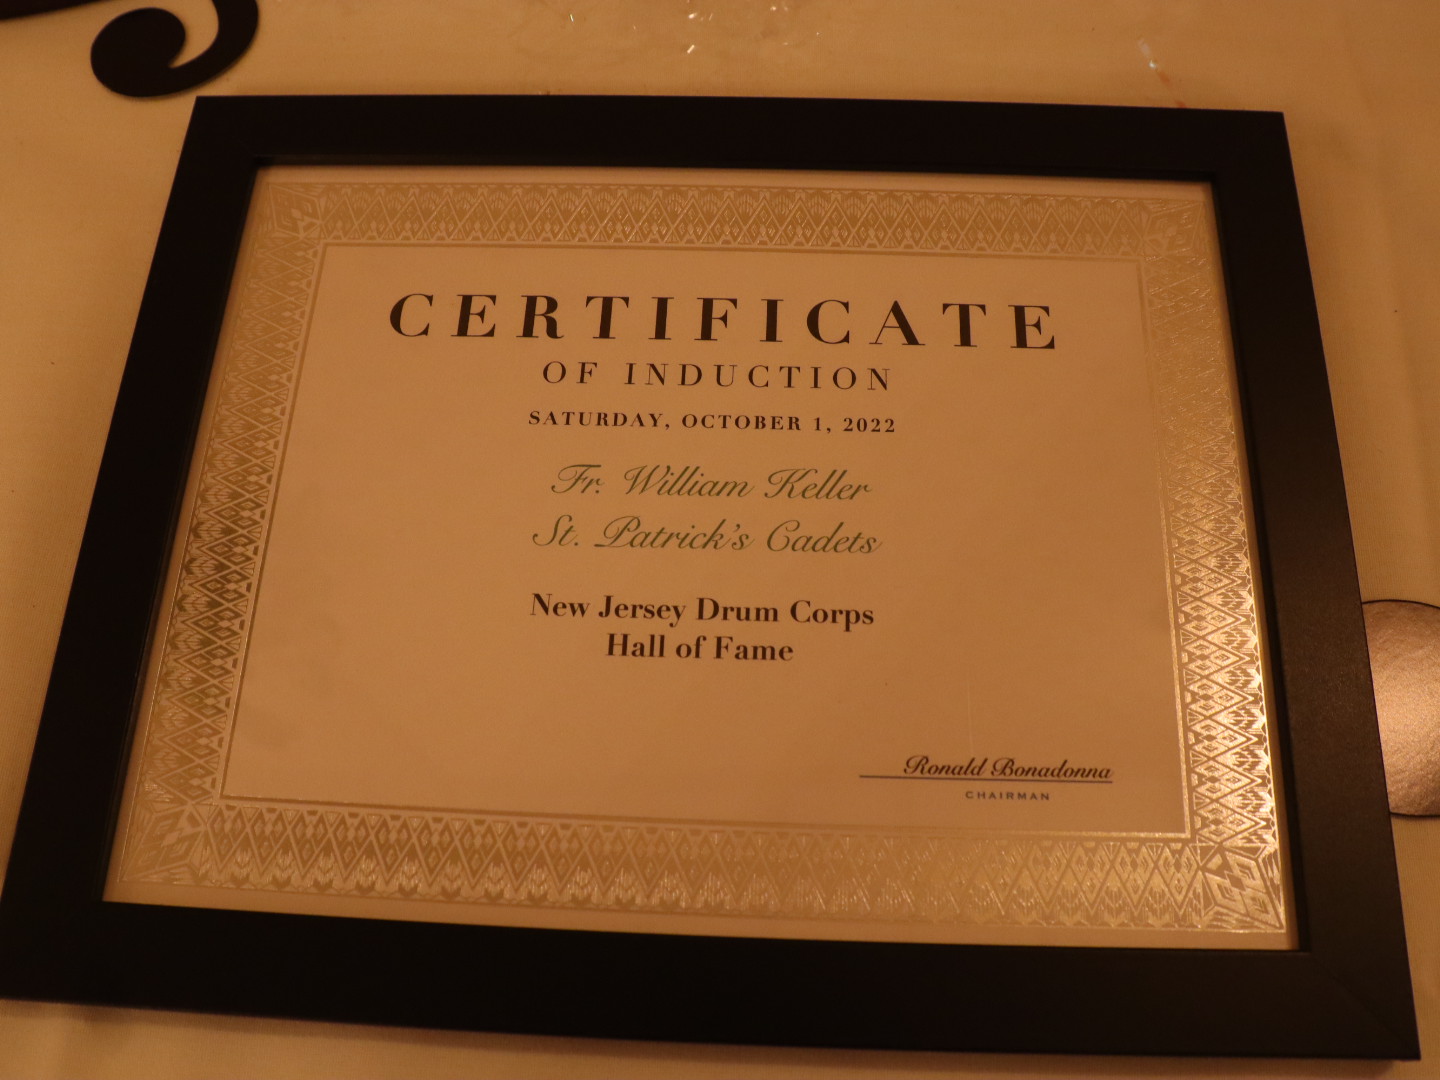 CERTIFICATE
OF INDUCTION
SATURDAY, OCTOBER 1, 2022
Fr. William Keller
St. Patrick's Cadets
New Jersey Drum Corps
Hall of Fame
Ronald Bonadonna
CHAIRMAN